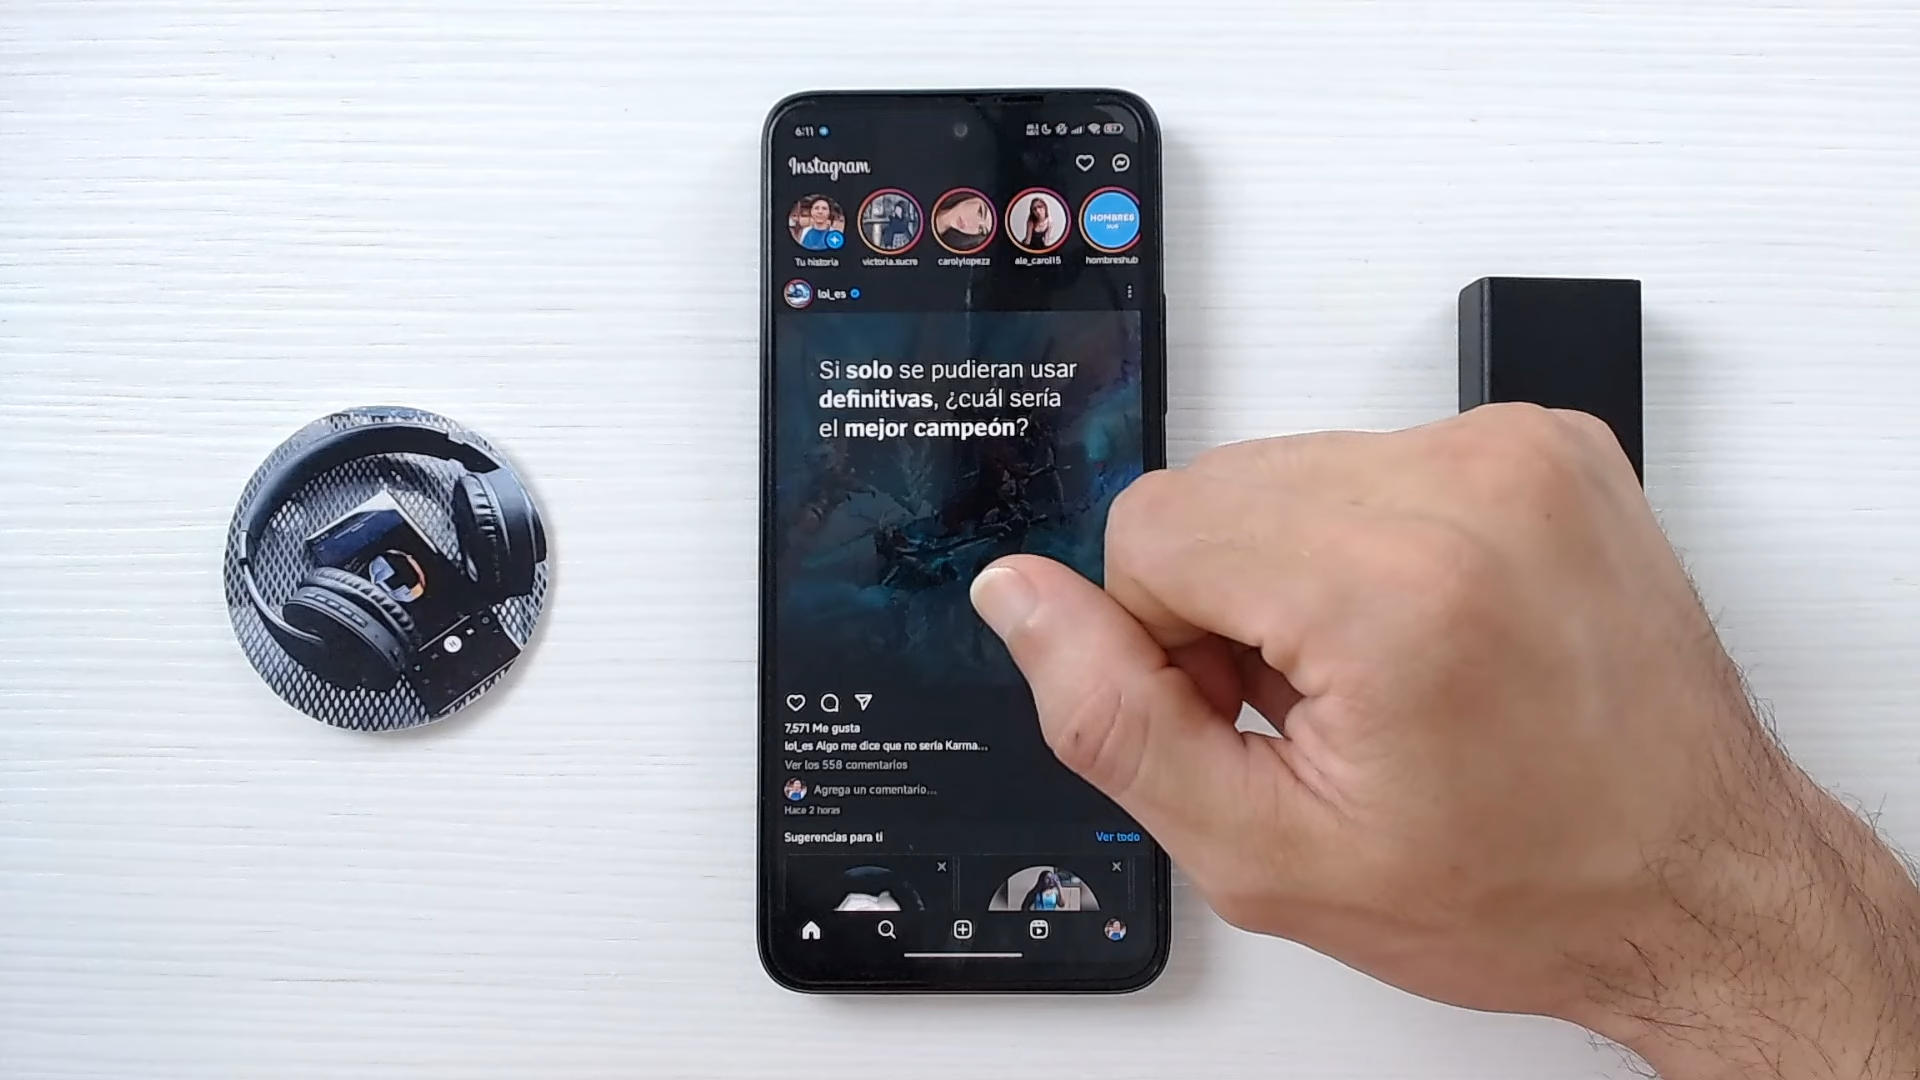 6:11
Instagram
Tu historia
victoria.sucre
carolylopezz
ale_carol15
HOMBRES
HUB
hombreshub
lol_es
Si solo se pudieran usar
definitivas, ¿cuál sería
el mejor campeón?
7,571 Me gusta
lol_es Algo me dice que no sería Karma...
Ver los 558 comentarios
Agrega un comentario...
Hace 2 horas
Sugerencias para ti
Ver todo